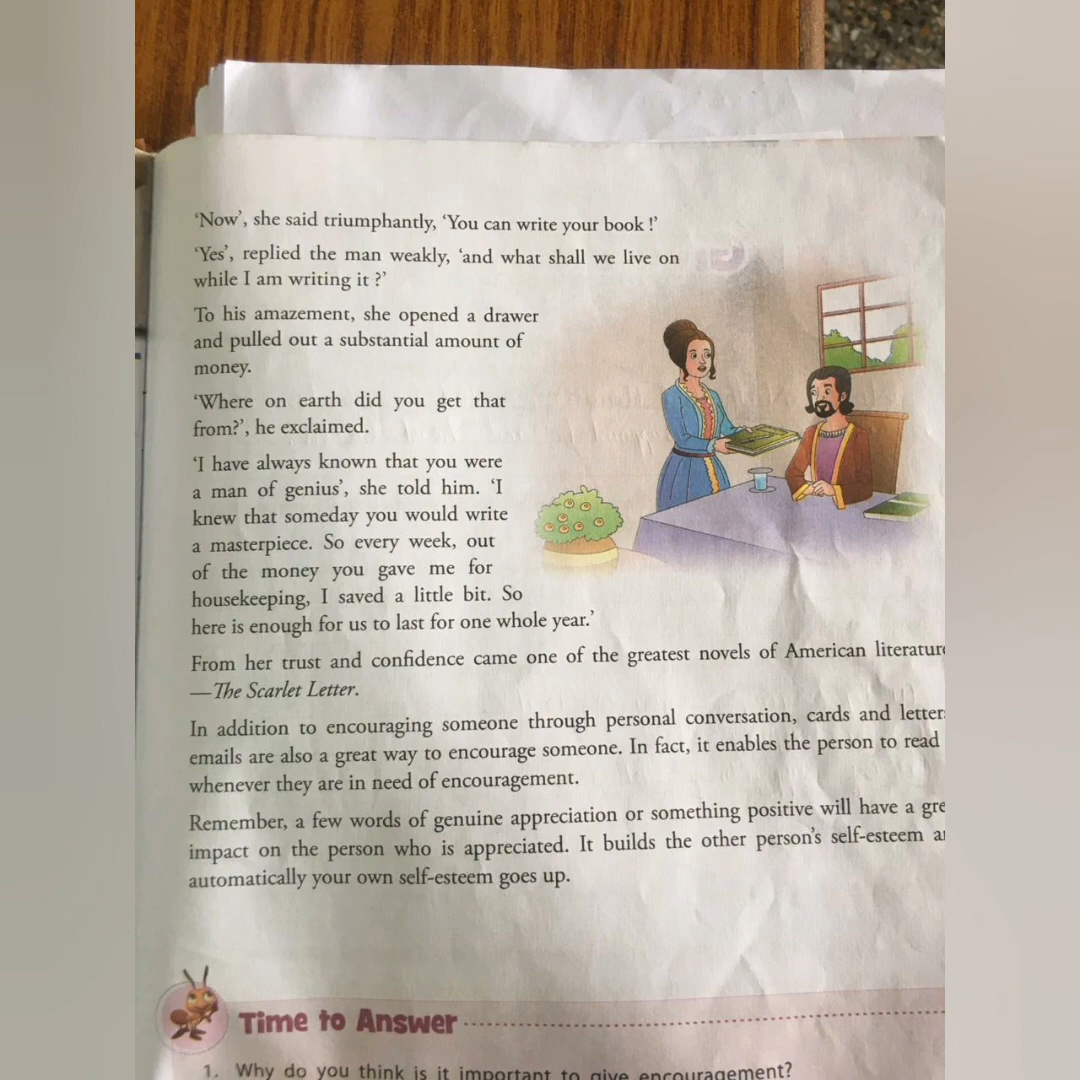 ‘Now’, she said triumphantly, ‘You can write your book !’
‘Yes’, replied the man weakly, ‘and what shall we live on
while I am writing it ?’
To his amazement, she opened a drawer
and pulled out a substantial amount of
money.
‘Where on earth did you get that
from?’, he exclaimed.
‘I have always known that you were
a man of genius’, she told him. ‘I
knew that someday you would write
a masterpiece. So every week, out
of the money you gave me for
housekeeping, I saved a little bit. So
here is enough for us to last for one whole year.’
From her trust and confidence came one of the greatest novels of American literature
—The Scarlet Letter.
In addition to encouraging someone through personal conversation, cards and letter
emails are also a great way to encourage someone. In fact, it enables the person to read
whenever they are in need of encouragement.
Remember, a few words of genuine appreciation or something positive will have a gre
impact on the person who is appreciated. It builds the other person’s self-esteem a
automatically your own self-esteem goes up.
Time to Answer
1. Why do you think is it important to give encouragement?